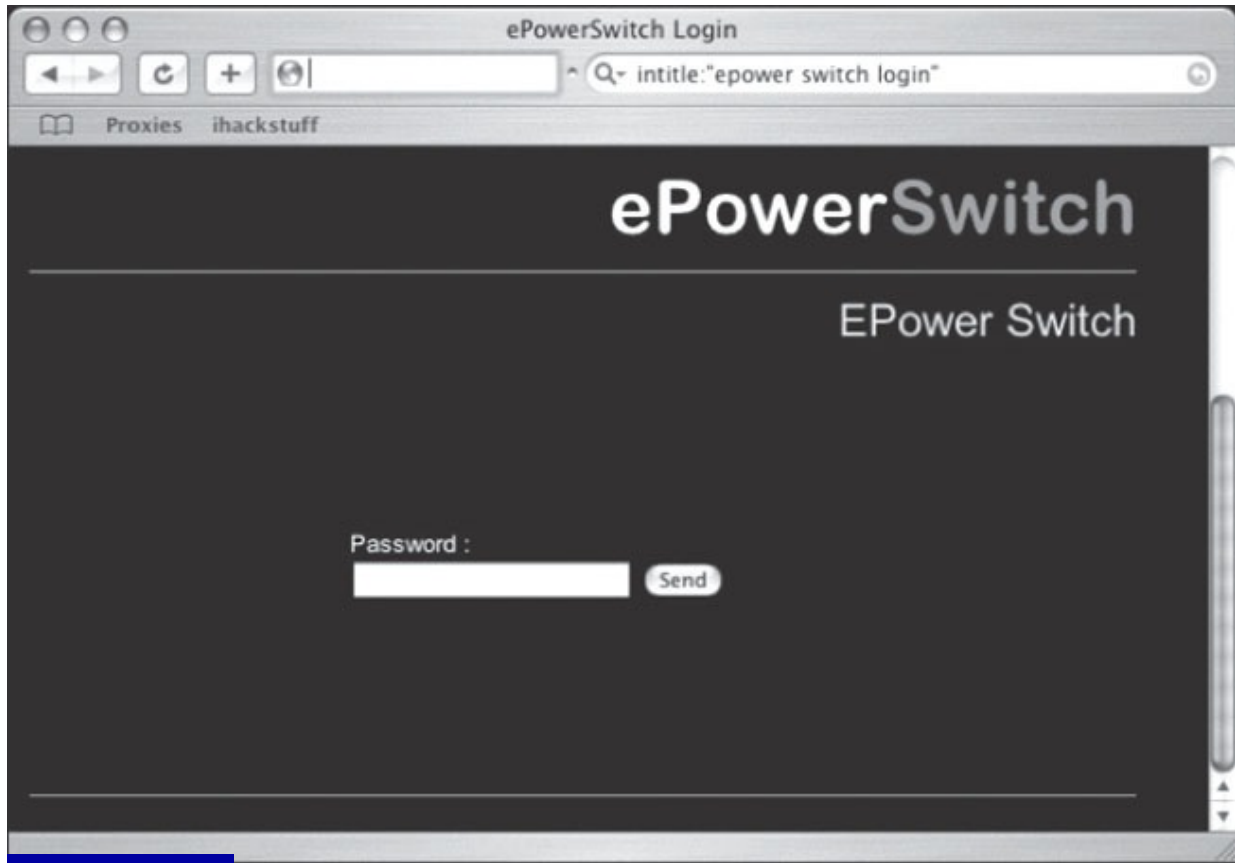 ePowerSwitch Login
intitle:"epower switch login"
Proxies ihackstuff
ePowerSwitch
EPower Switch
Password :
Send